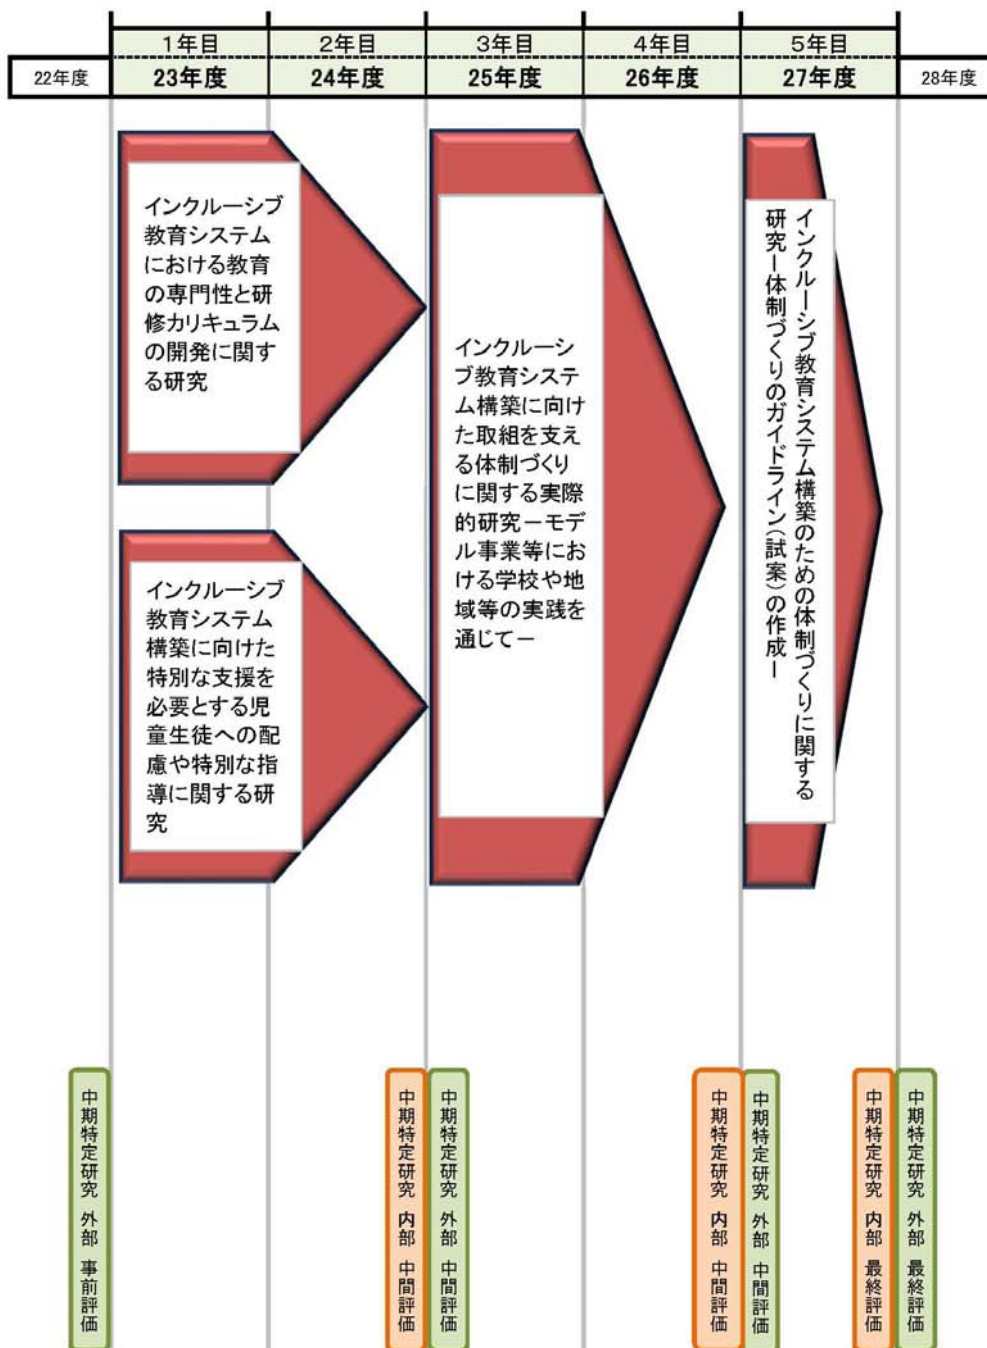 1年目
2年目
3年目
4年目
5年目
22年度
23年度
24年度
25年度
26年度
27年度
28年度
インクルーシブ
教育システム
における教育
の専門性と研
修カリキュラム
の開発に関す
る研究
インクルーシブ
教育システム
構築に向けた
特別な支援を
必要とする児
童生徒への配
慮や特別な指
導に関する研
究
インクルーシ
ブ教育システ
ム構築に向け
た取組を支え
る体制づくり
に関する実際
的研究－モデ
ル事業等にお
ける学校や地
域等の実践を
通じて－
インクルーシブ教育システム構築のための体制づくりに関する
研究－体制づくりのガイドライン(試案)の作成－
中期特定研究 外部 事前評価
中期特定研究 内部 中間評価
中期特定研究 外部 中間評価
中期特定研究 内部 中間評価
中期特定研究 外部 中間評価
中期特定研究 内部 最終評価
中期特定研究 外部 最終評価